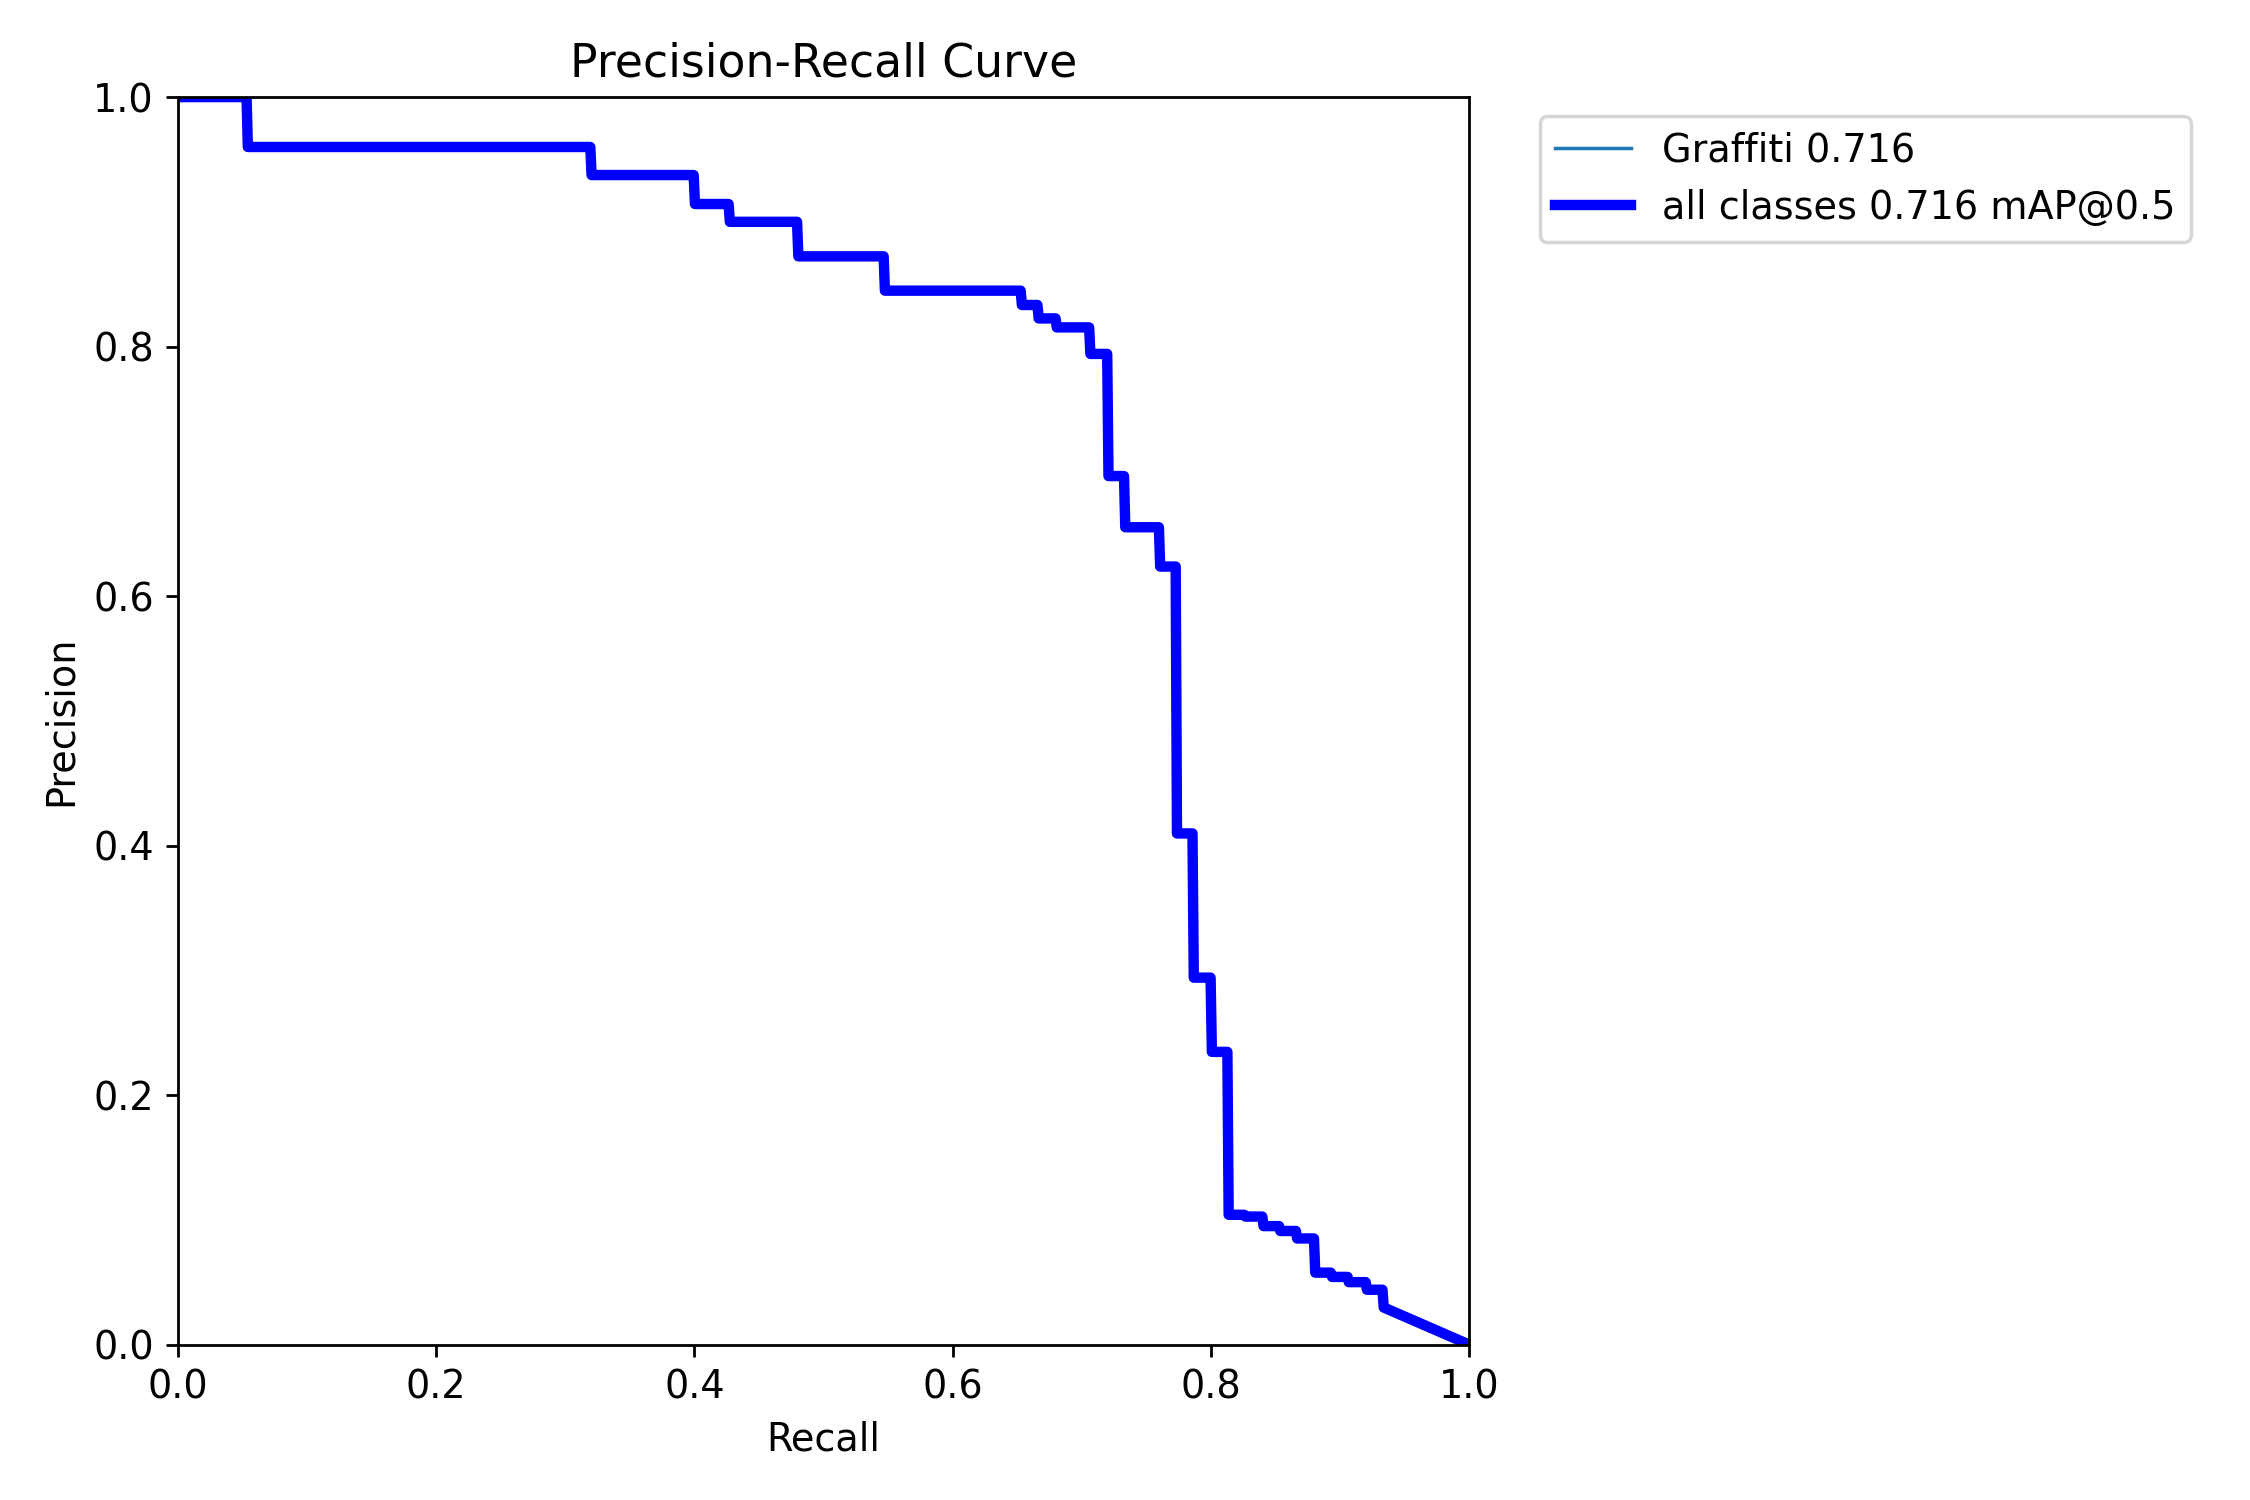 Precision-Recall Curve
1.0
0.8
0.6
0.4
0.2
0.0
Precision
0.0 0.2 0.4 0.6 0.8 1.0
Recall
Graffiti 0.716
all classes 0.716 mAP@0.5